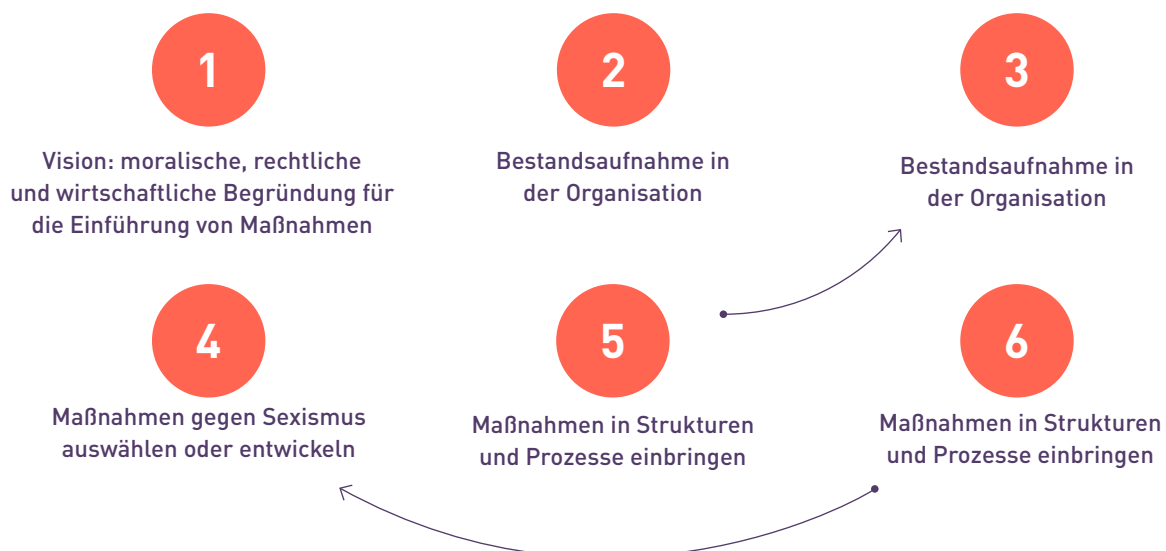 1
Vision: moralische, rechtliche
und wirtschaftliche Begründung für
die Einführung von Maßnahmen
2
Bestandsaufnahme in
der Organisation
3
Bestandsaufnahme in
der Organisation
4
Maßnahmen gegen Sexismus
auswählen oder entwickeln
5
Maßnahmen in Strukturen
und Prozesse einbringen
6
Maßnahmen in Strukturen
und Prozesse einbringen